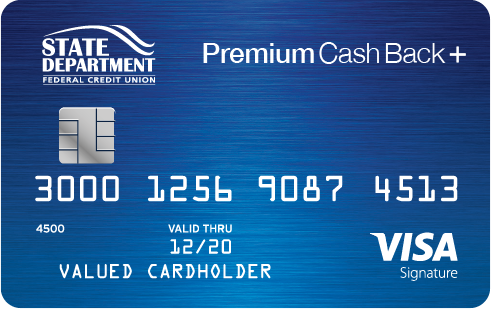 STATE DEPARTMENT FEDERAL CREDIT UNION
Premium Cash Back +
3000 1256 9087 4513
4500
VALID THRU
12/20
VALUED CARDHOLDER
VISA
Signature